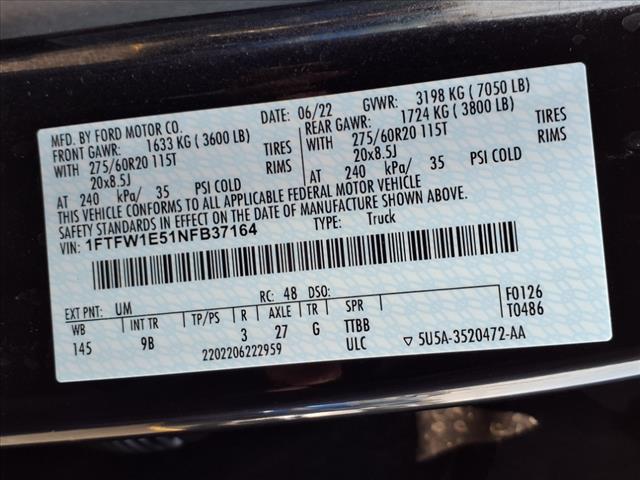 MFD. BY FORD MOTOR CO. DATE: 06/22 GVWR: 3198 KG ( 7050 LB)
FRONT GAWR: 1633 KG ( 3600 LB) REAR GAWR: 1724 KG ( 3800 LB)
WITH 275/60R20 115T TIRES WITH 275/60R20 115T TIRES
20x8.5J RIMS 20x8.5J RIMS
AT 240 kPa/ 35 PSI COLD AT 240 kPa/ 35 PSI COLD
THIS VEHICLE CONFORMS TO ALL APPLICABLE FEDERAL MOTOR VEHICLE
SAFETY STANDARDS IN EFFECT ON THE DATE OF MANUFACTURE SHOWN ABOVE.
VIN: 1FTFW1E51NFB37164 TYPE: Truck
EXT PNT: UM RC: 48 DSO: F0126
WB INT TR TP/PS R AXLE TR SPR T0486
145 9B 3 27 G TTBB
2202206222959 ULC ▽ 5U5A-3520472-AA